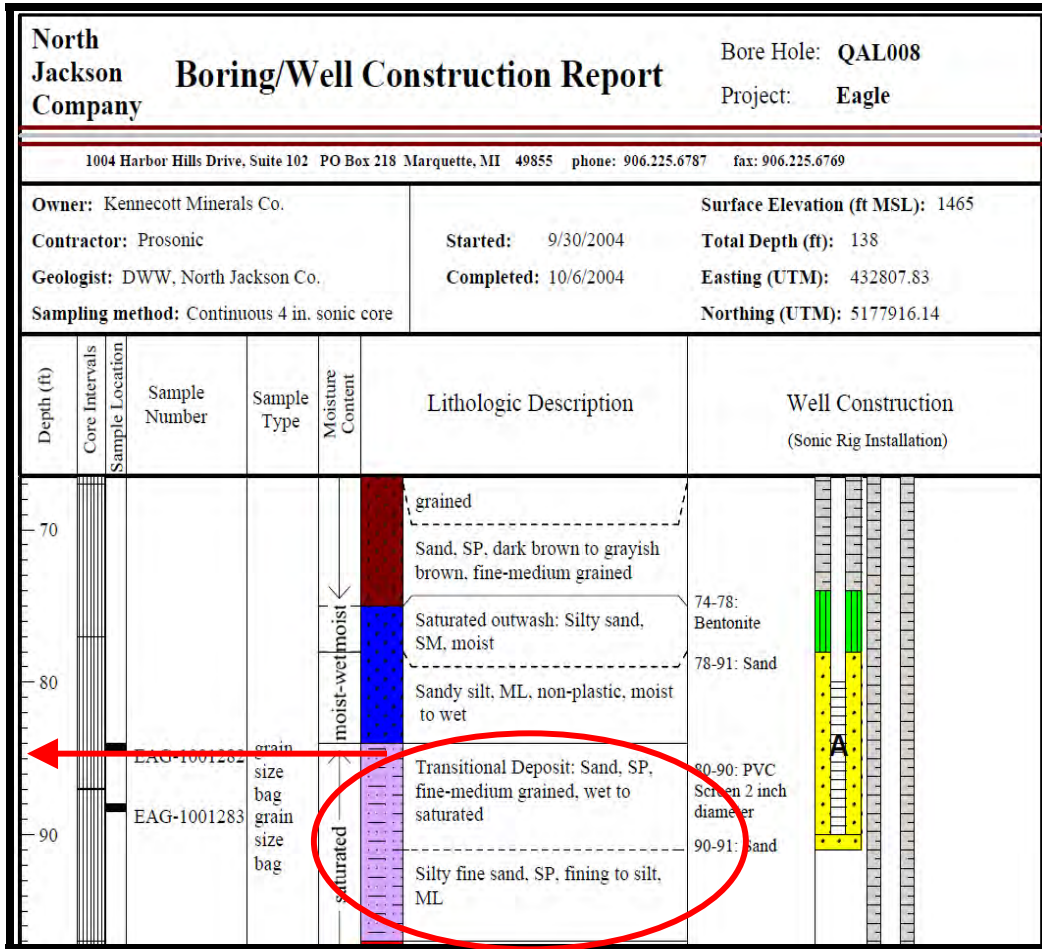 North
Jackson
Company
Boring/Well Construction Report
Bore Hole: QAL008
Project: Eagle
1004 Harbor Hills Drive, Suite 102 PO Box 218 Marquette, MI 49855 phone: 906.225.6787 fax: 906.225.6769
Owner: Kennecott Minerals Co.
Contractor: Prosonic
Geologist: DWW, North Jackson Co.
Sampling method: Continuous 4 in. sonic core
Started: 9/30/2004
Completed: 10/6/2004
Surface Elevation (ft MSL): 1465
Total Depth (ft): 138
Easting (UTM): 432807.83
Northing (UTM): 5177916.14
Depth (ft)
Core Intervals
Sample Location
Sample
Number
Sample
Type
Moisture
Content
Lithologic Description
Well Construction
(Sonic Rig Installation)
70
80
90
EAG-1001282
grain
size
bag
EAG-1001283
grain
size
bag
moist
moist-wet
saturated
grained
Sand, SP, dark brown to grayish
brown, fine-medium grained
Saturated outwash: Silty sand,
SM, moist
Sandy silt, ML, non-plastic, moist
to wet
Transitional Deposit: Sand, SP,
fine-medium grained, wet to
saturated
Silty fine sand, SP, fining to silt,
ML
74-78:
Bentonite
78-91: Sand
80-90: PVC
Screen 2 inch
diameter
90-91: Sand
A